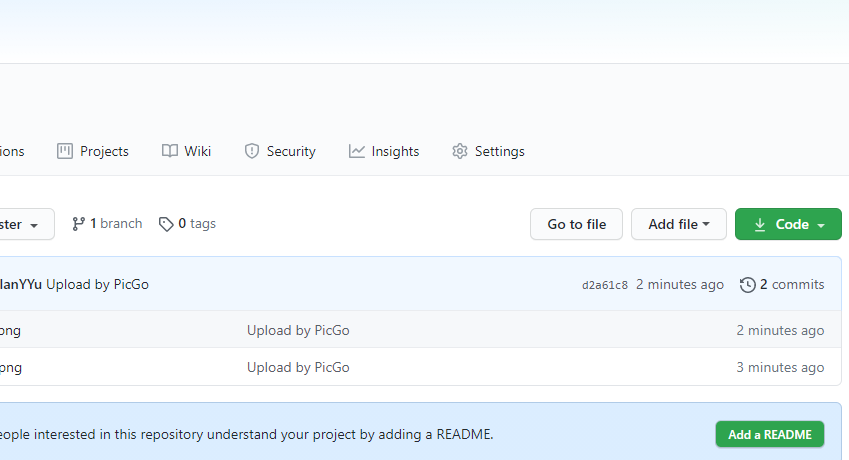 ions Projects Wiki Security Insights Settings
ster 1 branch 0 tags Go to file Add file Code
lanYYu Upload by PicGo d2a61c8 2 minutes ago 2 commits
png Upload by PicGo 2 minutes ago
png Upload by PicGo 3 minutes ago
eople interested in this repository understand your project by adding a README. Add a README